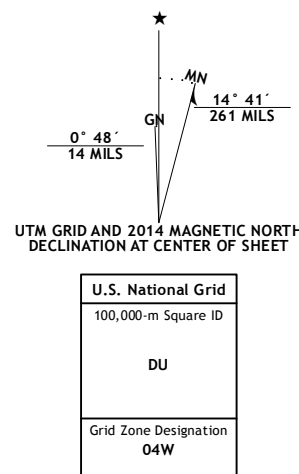 MN
GN
14° 41´
261 MILS
0° 48´
14 MILS
UTM GRID AND 2014 MAGNETIC NORTH
DECLINATION AT CENTER OF SHEET
U.S. National Grid
100,000-m Square ID
DU
Grid Zone Designation
04W